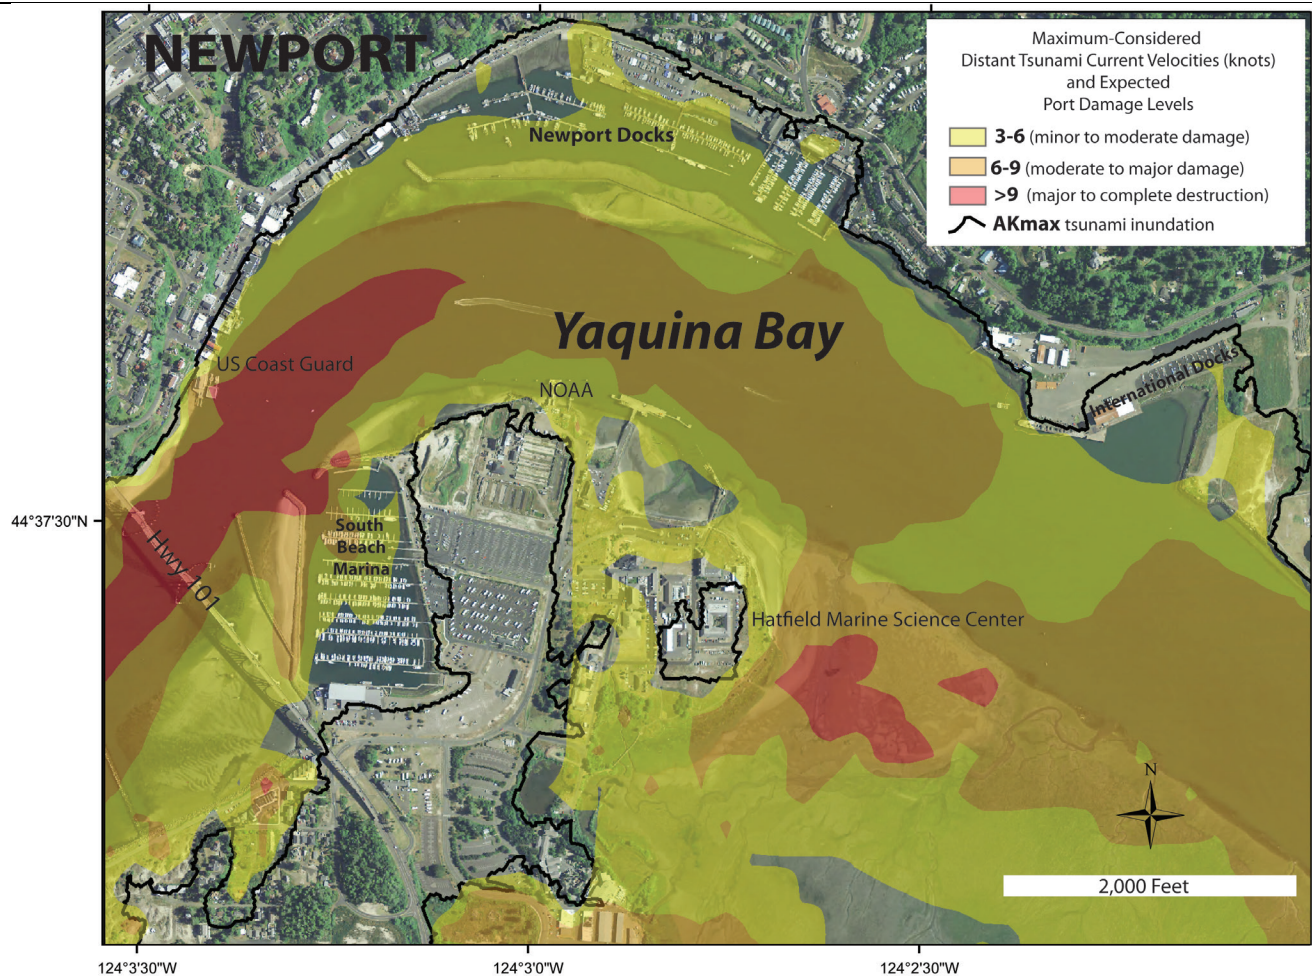 NEWPORT
Maximum-Considered
Distant Tsunami Current Velocities (knots)
and Expected
Port Damage Levels
3-6 (minor to moderate damage)
6-9 (moderate to major damage)
>9 (major to complete destruction)
AKmax tsunami inundation
Newport Docks
Yaquina Bay
US Coast Guard
NOAA
International Docks
44°37'30"N
South
Beach
Marina
Hwy 101
Hatfield Marine Science Center
N
2,000 Feet
124°3'30"W
124°3'0"W
124°2'30"W